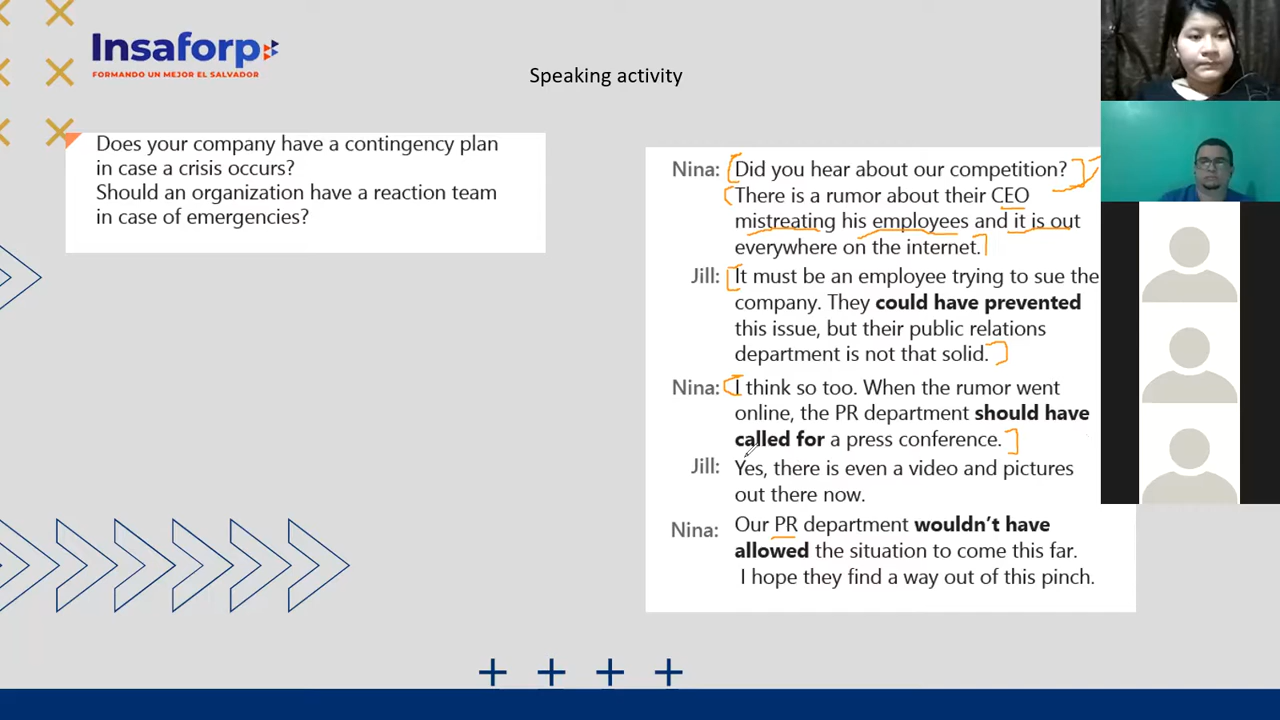 Insaforp
FORMANDO UN MEJOR EL SALVADOR
Speaking activity
Does your company have a contingency plan
in case a crisis occurs?
Should an organization have a reaction team
in case of emergencies?
Nina: Did you hear about our competition?
There is a rumor about their CEO
mistreating his employees and it is out
everywhere on the internet.
Jill: It must be an employee trying to sue the
company. They could have prevented
this issue, but their public relations
department is not that solid.
Nina: I think so too. When the rumor went
online, the PR department should have
called for a press conference.
Jill: Yes, there is even a video and pictures
out there now.
Nina: Our PR department wouldn't have
allowed the situation to come this far.
I hope they find a way out of this pinch.